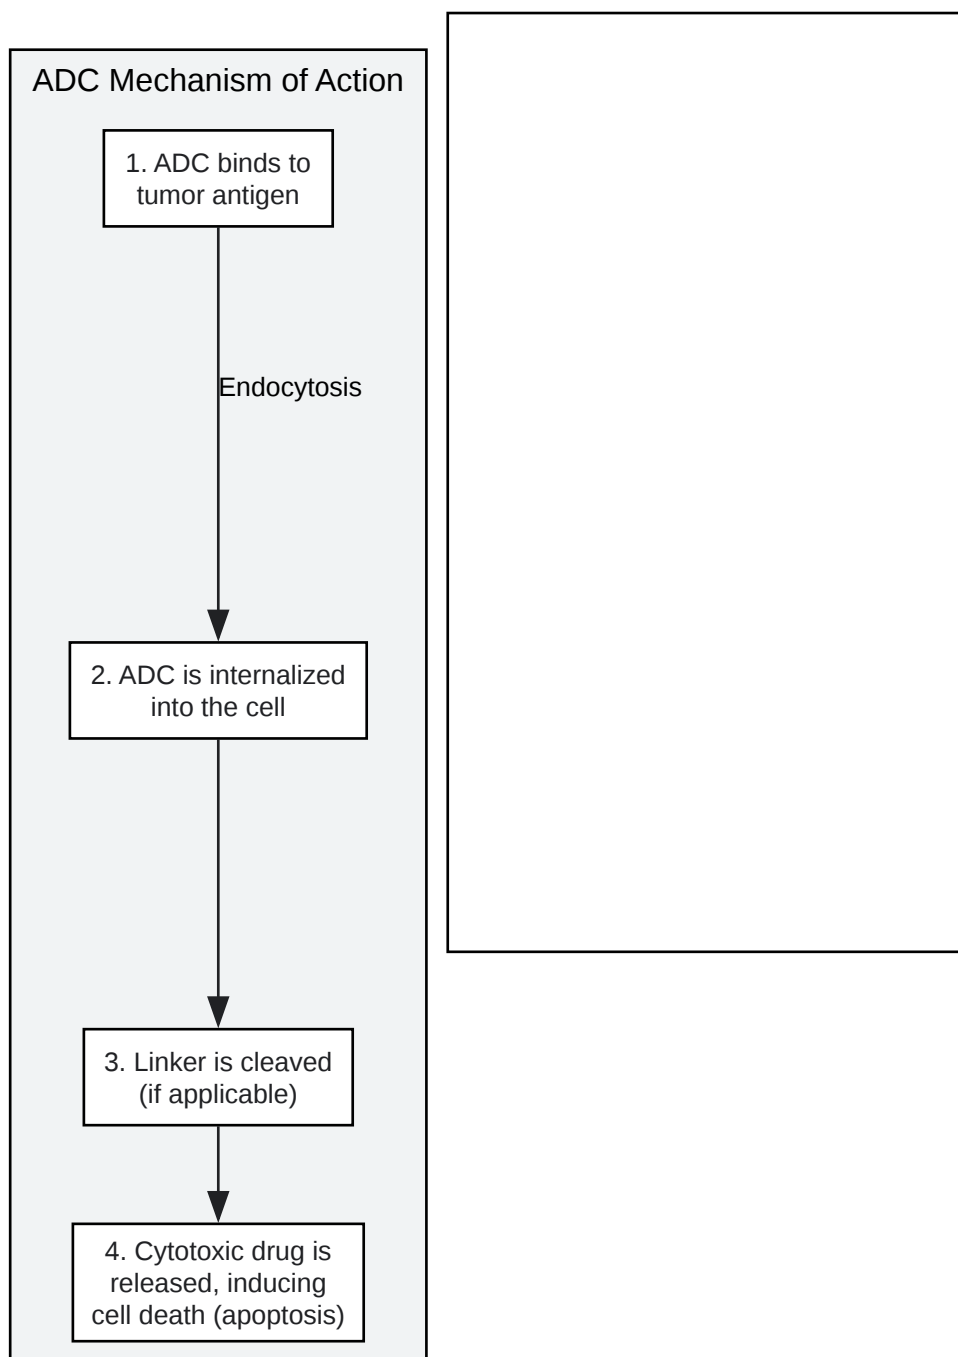 ADC Mechanism of Action
1. ADC binds to
tumor antigen
Endocytosis
2. ADC is internalized
into the cell
3. Linker is cleaved
(if applicable)
4. Cytotoxic drug is
released, inducing
cell death (apoptosis)